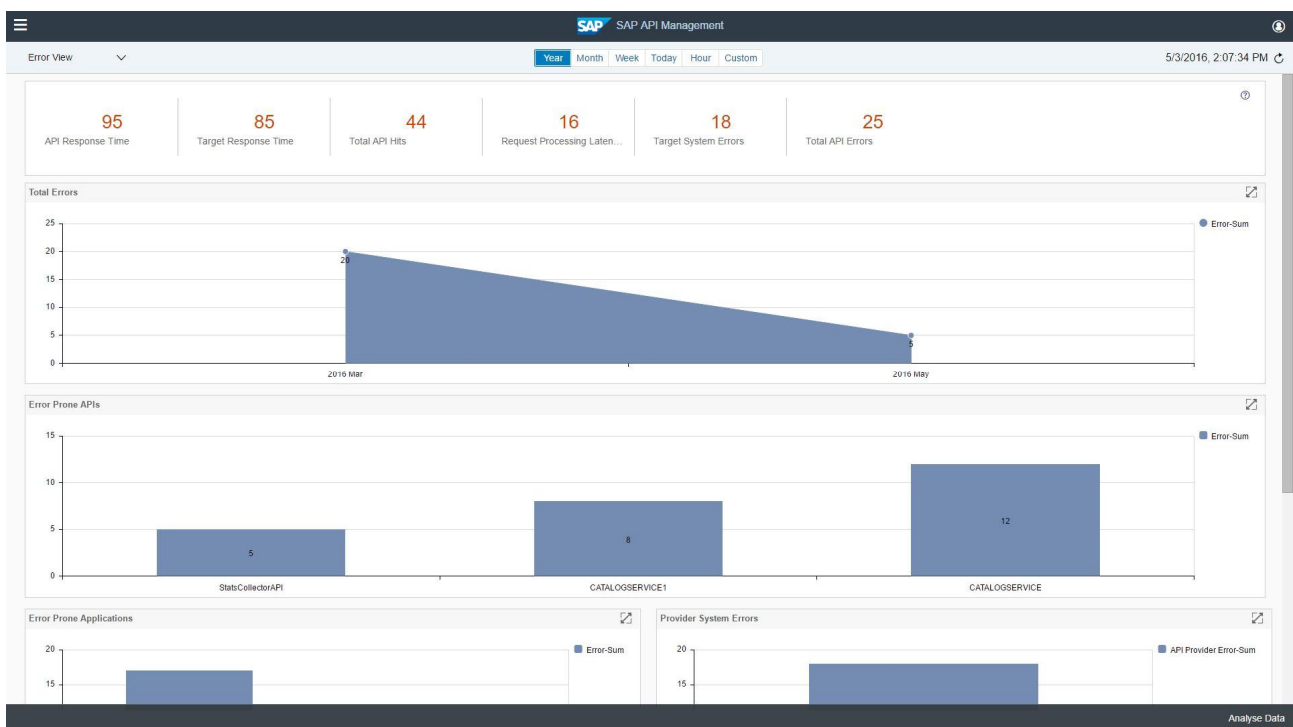 SAP SAP API Management
Error View Year Month Week Today Hour Custom 5/3/2016, 2:07:34 PM
95 85 44 16 18 25
API Response Time Target Response Time Total API Hits Request Processing Laten... Target System Errors Total API Errors
Total Errors
25
Error-Sum
20
20
15
10
5
5
0
2016 Mar 2016 May
Error Prone APIs
15
Error-Sum
10
12
5
8
5
0
StatsCollectorAPI CATALOGSERVICE1 CATALOGSERVICE
Error Prone Applications
20 Error-Sum
15
Provider System Errors
20 API Provider Error-Sum
15
Analyse Data